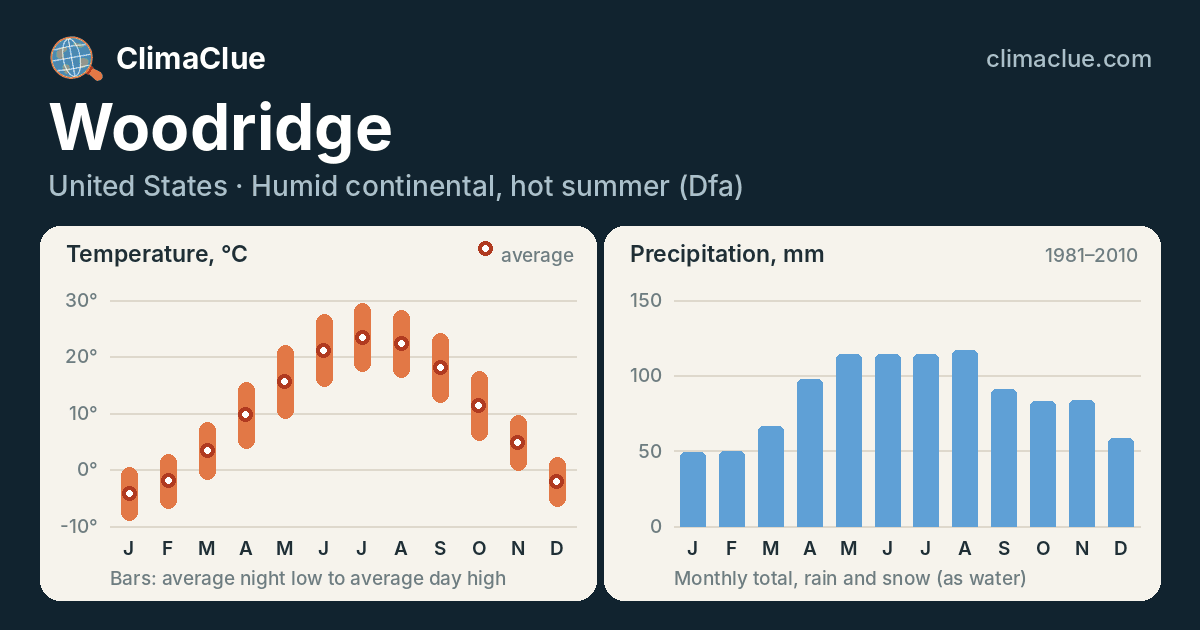 ClimaClue
climaclue.com
Woodridge
United States · Humid continental, hot summer (Dfa)
Temperature, °C
average
30°
20°
10°
0°
-10°
J F M A M J J A S O N D
Bars: average night low to average day high
Precipitation, mm
1981–2010
150
100
50
0
J F M A M J J A S O N D
Monthly total, rain and snow (as water)